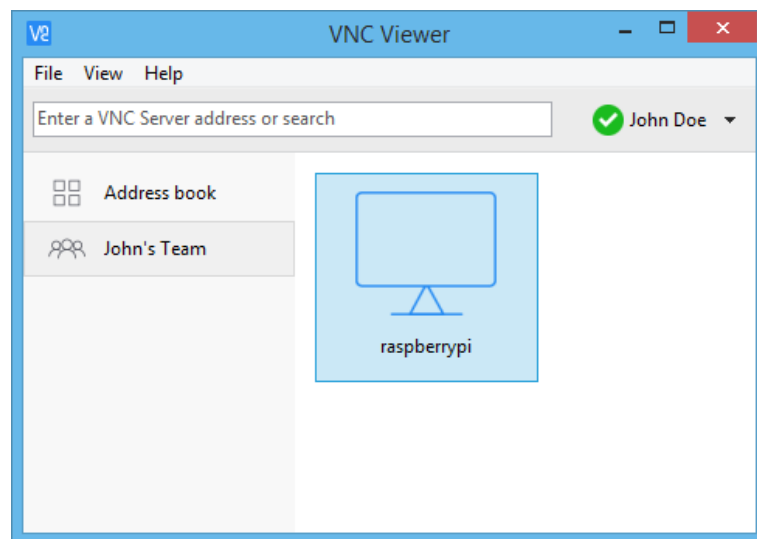 V2 VNC Viewer
File View Help
Enter a VNC Server address or search
John Doe
Address book
John's Team
raspberrypi